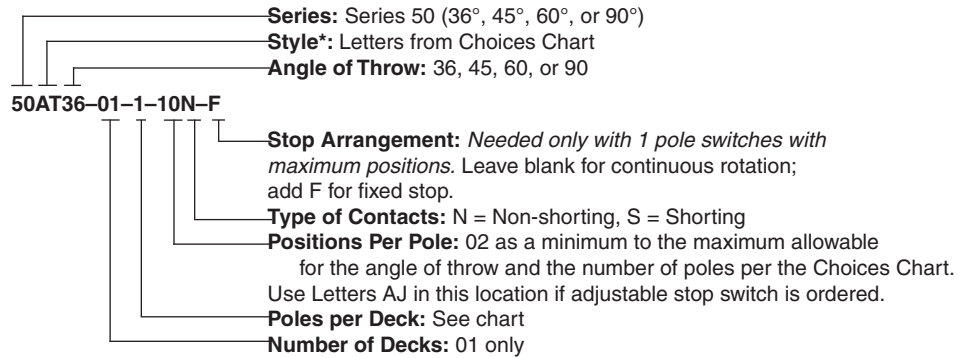 Series: Series 50 (36°, 45°, 60°, or 90°)
Style*: Letters from Choices Chart
Angle of Throw: 36, 45, 60, or 90
50AT36–01–1–10N–F
Stop Arrangement: Needed only with 1 pole switches with
maximum positions. Leave blank for continuous rotation;
add F for fixed stop.
Type of Contacts: N = Non-shorting, S = Shorting
Positions Per Pole: 02 as a minimum to the maximum allowable
for the angle of throw and the number of poles per the Choices Chart.
Use Letters AJ in this location if adjustable stop switch is ordered.
Poles per Deck: See chart
Number of Decks: 01 only